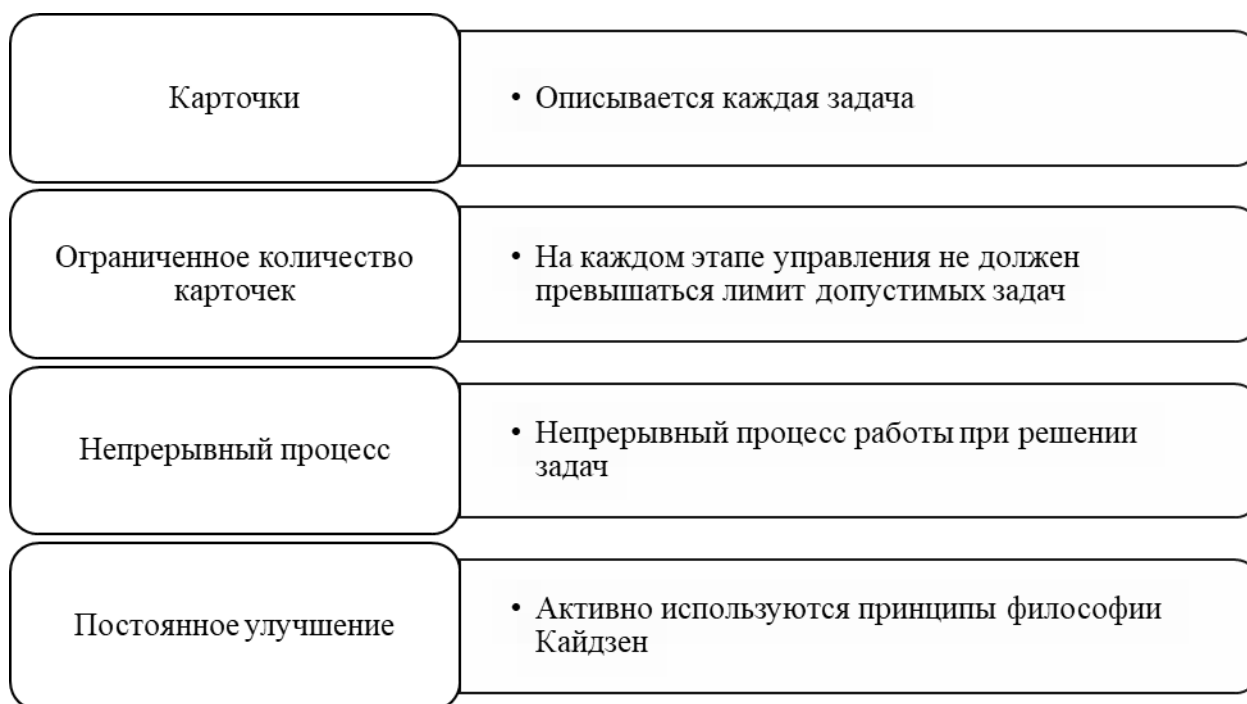 Карточки
• Описывается каждая задача
Ограниченное количество
карточек
• На каждом этапе управления не должен
превышаться лимит допустимых задач
Непрерывный процесс
• Непрерывный процесс работы при решении
задач
Постоянное улучшение
• Активно используются принципы философии
Кайдзен